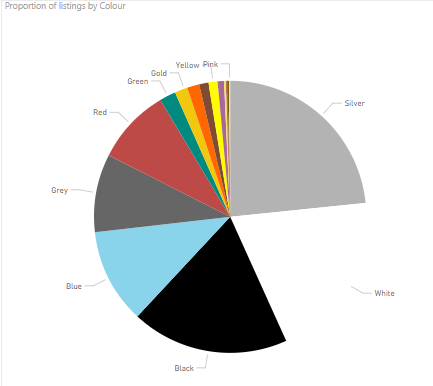 Proportion of listings by Colour
Yellow
Pink
Gold
Green
Silver
Red
Grey
Blue
White
Black